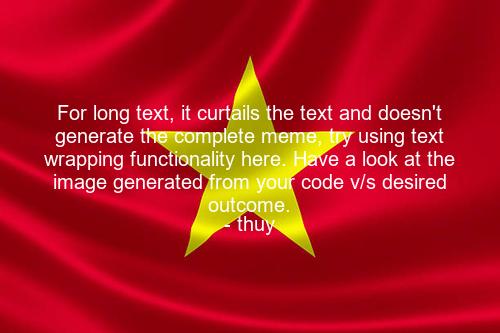 For long text, it curtails the text and doesn't
generate the complete meme, try using text
wrapping functionality here. Have a look at the
image generated from your code v/s desired
outcome.
- thuy